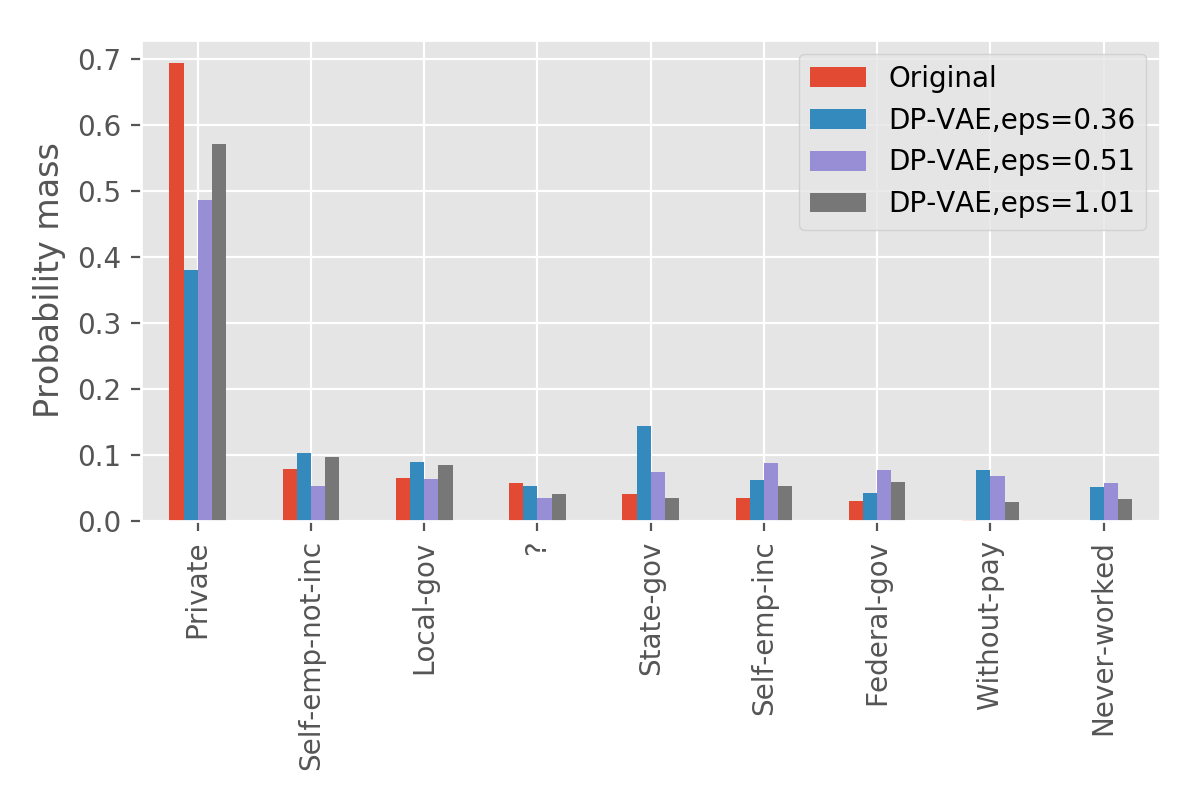 Probability mass
0.7
0.6
0.5
0.4
0.3
0.2
0.1
0.0
Original
DP-VAE,eps=0.36
DP-VAE,eps=0.51
DP-VAE,eps=1.01
Private
Self-emp-not-inc
Local-gov
?
State-gov
Self-emp-inc
Federal-gov
Without-pay
Never-worked